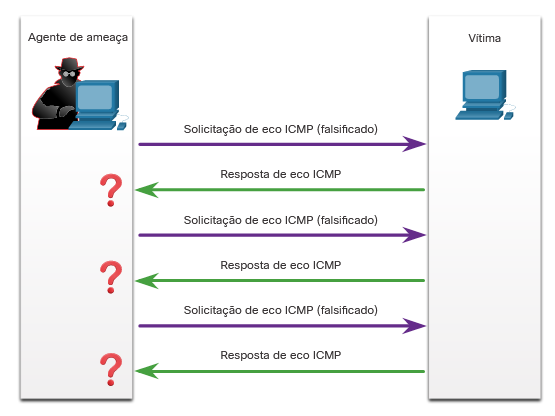 Agente de ameaça
Vítima
Solicitação de eco ICMP (falsificado)
Resposta de eco ICMP
Solicitação de eco ICMP (falsificado)
Resposta de eco ICMP
Solicitação de eco ICMP (falsificado)
Resposta de eco ICMP